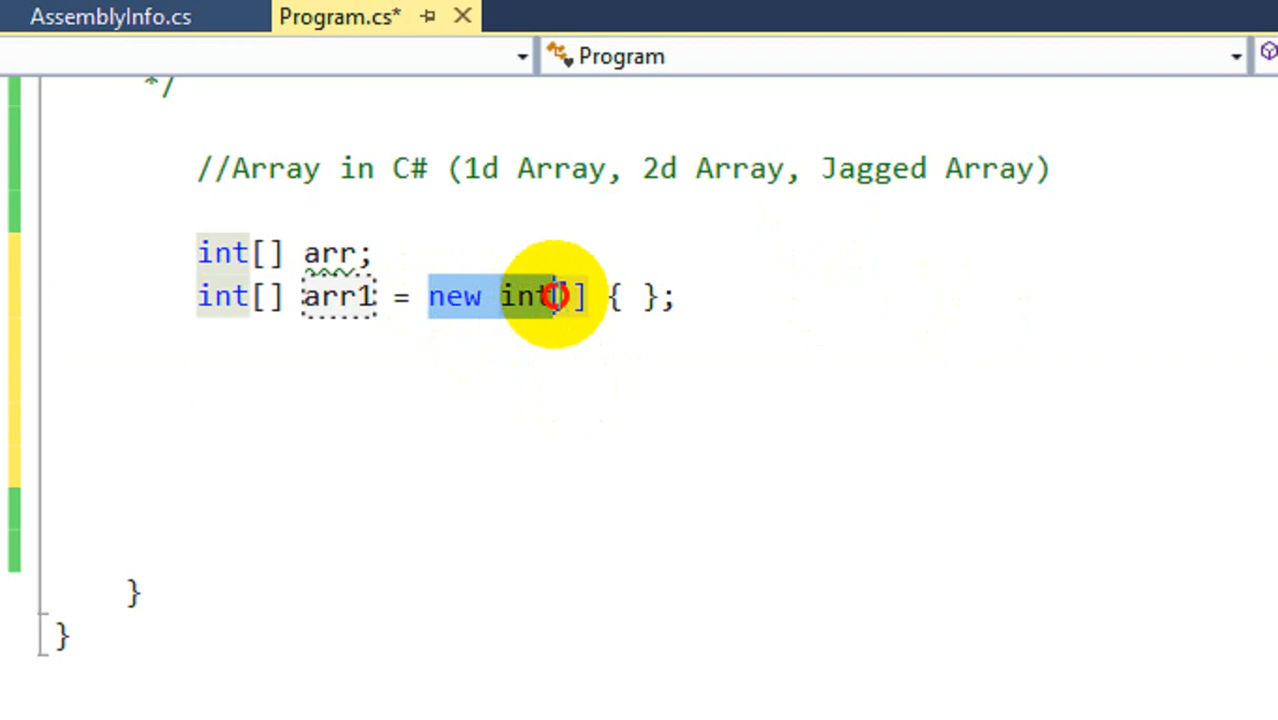 AssemblyInfo.cs Program.cs*
Program
*/
//Array in C# (1d Array, 2d Array, Jagged Array)
int[] arr;
int[] arr1 = new int[] { };
}
}